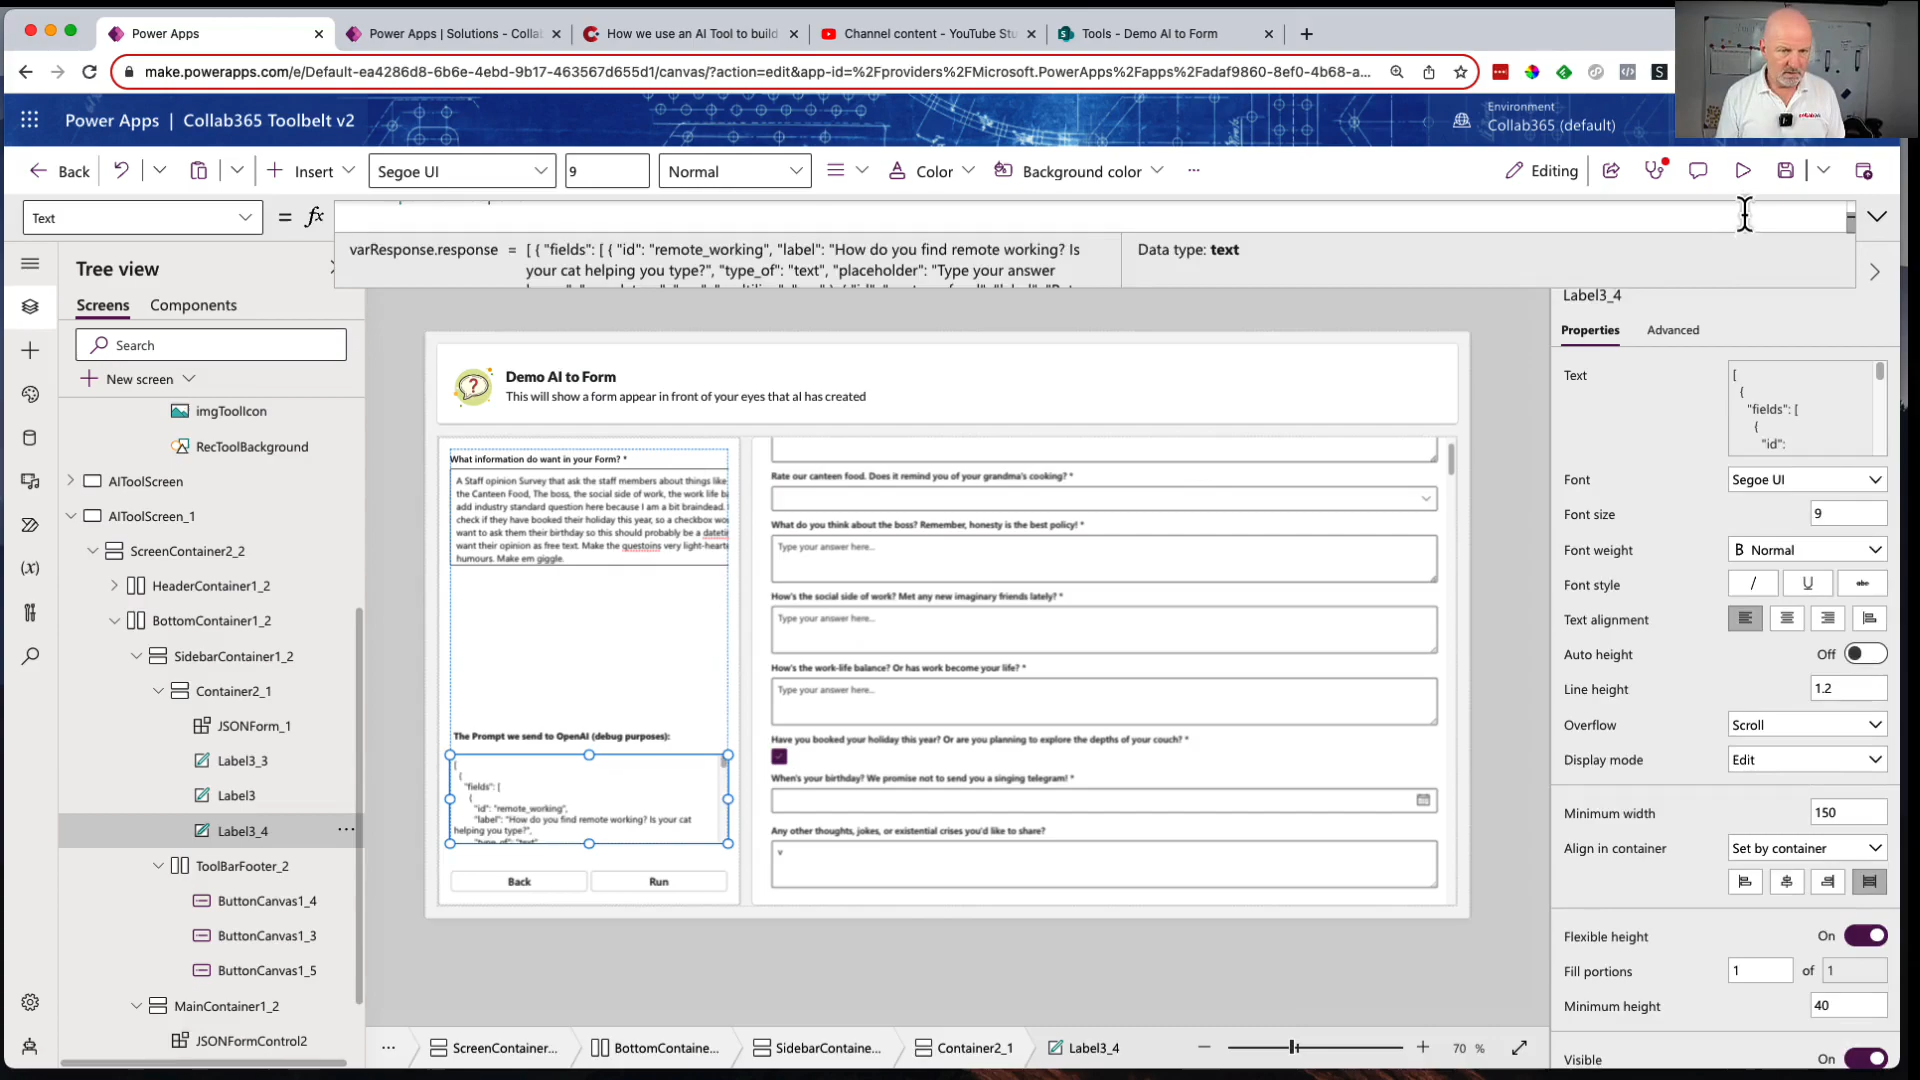 Power Apps
Power Apps | Solutions - Collab
How we use an AI Tool to build
Channel content - YouTube Stu
Tools - Demo AI to Form
make.powerapps.com/e/Default-ea4286d8-6b6e-4ebd-9b17-463567d655d1/canvas/?action=edit&app-id=%2Fproviders%2FMicrosoft.PowerApps%2Fapps%2Fadaf9860-8ef0-4b68-a...
Power Apps | Collab365 Toolbelt v2
Environment
Collab365 (default)
Back
Insert
Segoe UI
9
Normal
Color
Background color
Editing
Text
= fx
varResponse.response = [ { "fields": [ { "id": "remote_working", "label": "How do you find remote working? Is
your cat helping you type?", "type_of": "text", "placeholder": "Type your answer
Data type: text
Tree view
Screens
Components
Search
New screen
imgToolIcon
RecToolBackground
AIToolScreen
AIToolScreen_1
ScreenContainer2_2
HeaderContainer1_2
BottomContainer1_2
SidebarContainer1_2
Container2_1
JSONForm_1
Label3_3
Label3
Label3_4
ToolBarFooter_2
ButtonCanvas1_4
ButtonCanvas1_3
ButtonCanvas1_5
MainContainer1_2
JSONFormControl2
Demo AI to Form
This will show a form appear in front of your eyes that aI has created
What information do want in your Form? *
A Staff opinion Survey that ask the staff members about things like
the Canteen Food, The boss, the social side of work, the work life ba
add industry standard question here because I am a bit braindead.
check if they have booked their holiday this year, so a checkbox wou
want to ask them their birthday so this should probably be a dateti
want their opinion as free text. Make the questoins very light-hearte
humours. Make em giggle.
The Prompt we send to OpenAI (debug purposes):
[
{
"fields": [
{
"id": "remote_working",
"label": "How do you find remote working? Is your cat
helping you type?",
"type_of": "text",
Back
Run
Rate our canteen food. Does it remind you of your grandma's cooking? *
What do you think about the boss? Remember, honesty is the best policy! *
Type your answer here...
How's the social side of work? Met any new imaginary friends lately? *
Type your answer here...
How's the work-life balance? Or has work become your life? *
Type your answer here...
Have you booked your holiday this year? Or are you planning to explore the depths of your couch? *
When's your birthday? We promise not to send you a singing telegram! *
Any other thoughts, jokes, or existential crises you'd like to share?
v
Label3_4
Properties
Advanced
Text
[
{
"fields": [
{
"id":
Font
Segoe UI
Font size
9
Font weight
B Normal
Font style
/ U abc
Text alignment
Auto height
Off
Line height
1.2
Overflow
Scroll
Display mode
Edit
Minimum width
150
Align in container
Set by container
Flexible height
On
Fill portions
1 of 1
Minimum height
40
Visible
On
ScreenContainer...
BottomContaine...
SidebarContaine...
Container2_1
Label3_4
70 %